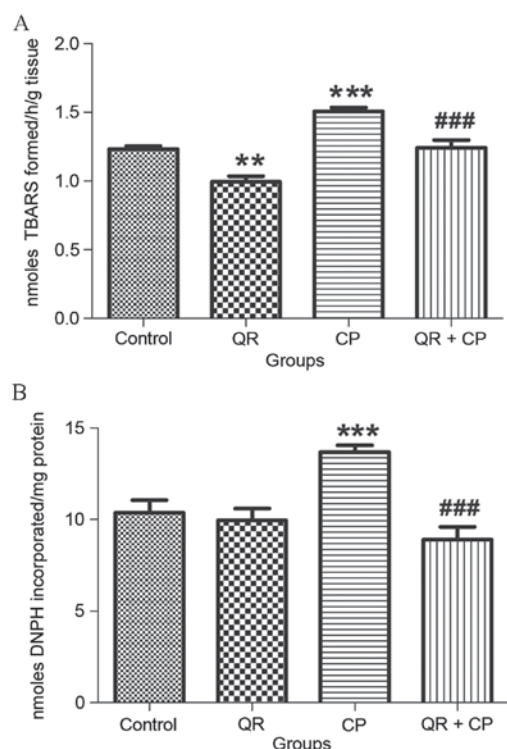 A
nmoles TBARS formed/h/g tissue
2.0
1.5
1.0
0.5
0.0
**
***
###
Control QR CP QR + CP
Groups
B
nmoles DNPH incorporated/mg protein
15
10
5
0
***
###
Control QR CP QR + CP
Groups